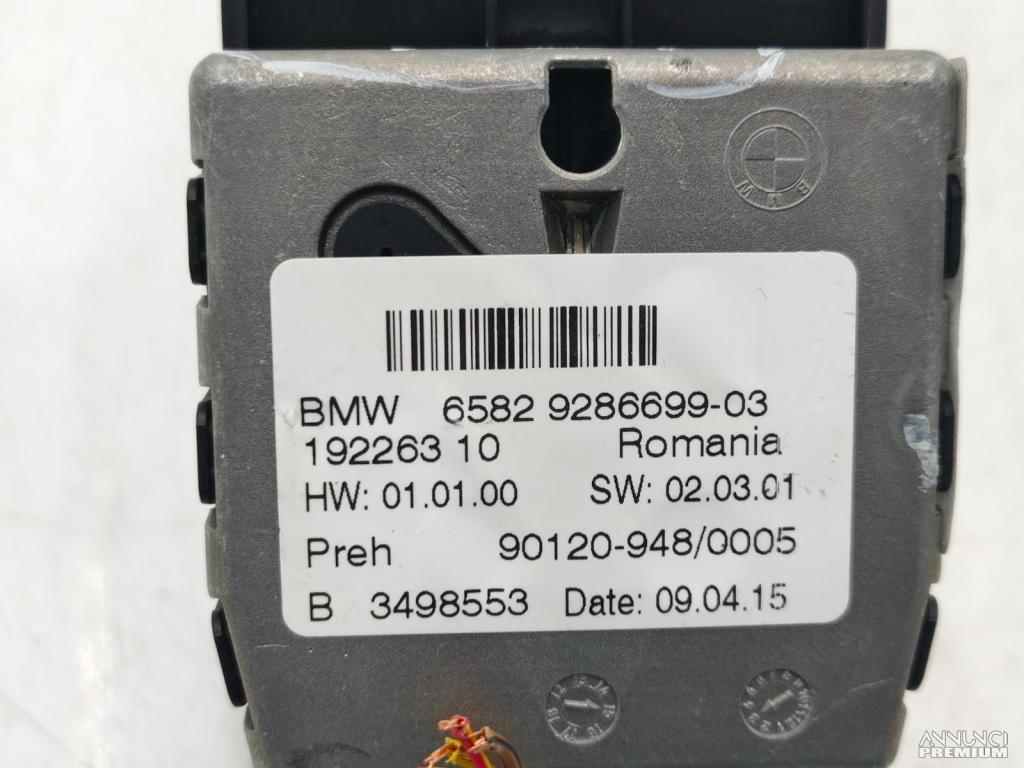 BMW
BMW 6582 9286699-03
192263 10 Romania
HW: 01.01.00 SW: 02.03.01
Preh 90120-948/0005
B 3498553 Date: 09.04.15
ANNUNCI
PREMIUM